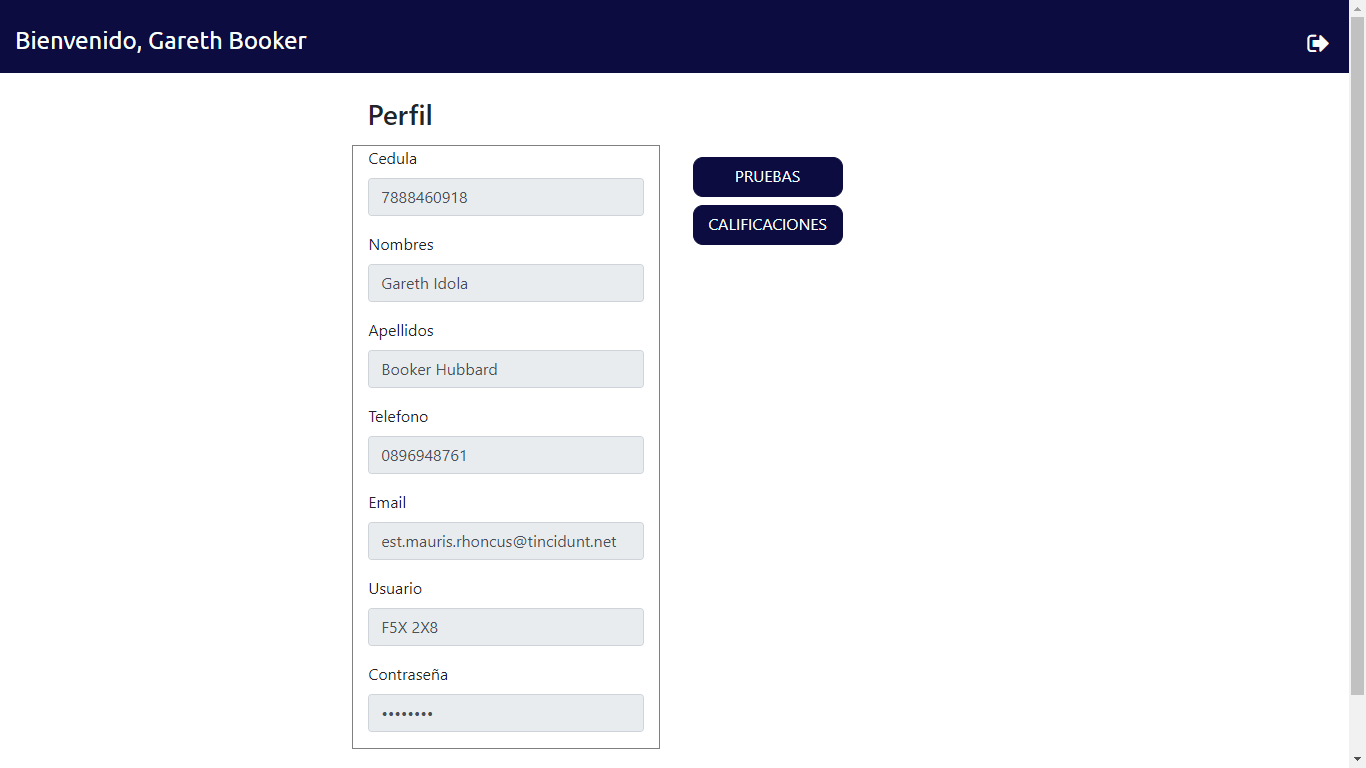 Bienvenido, Gareth Booker
Perfil
Cedula
7888460918
Nombres
Gareth Idola
Apellidos
Booker Hubbard
Telefono
0896948761
Email
est.mauris.rhoncus@tincidunt.net
Usuario
F5X 2X8
Contraseña
••••••••
PRUEBAS
CALIFICACIONES